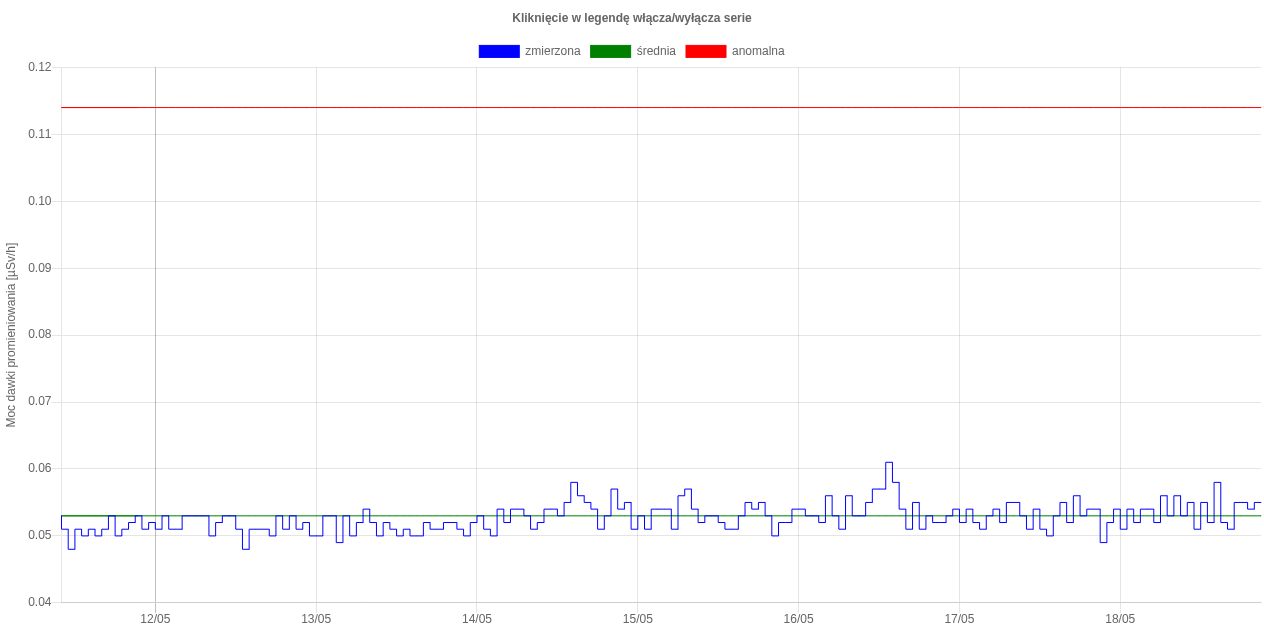 Kliknięcie w legendę włącza/wyłącza serie
zmierzona średnia anomalna
Moc dawki promieniowania [µSv/h]
0.12
0.11
0.10
0.09
0.08
0.07
0.06
0.05
0.04
12/05 13/05 14/05 15/05 16/05 17/05 18/05